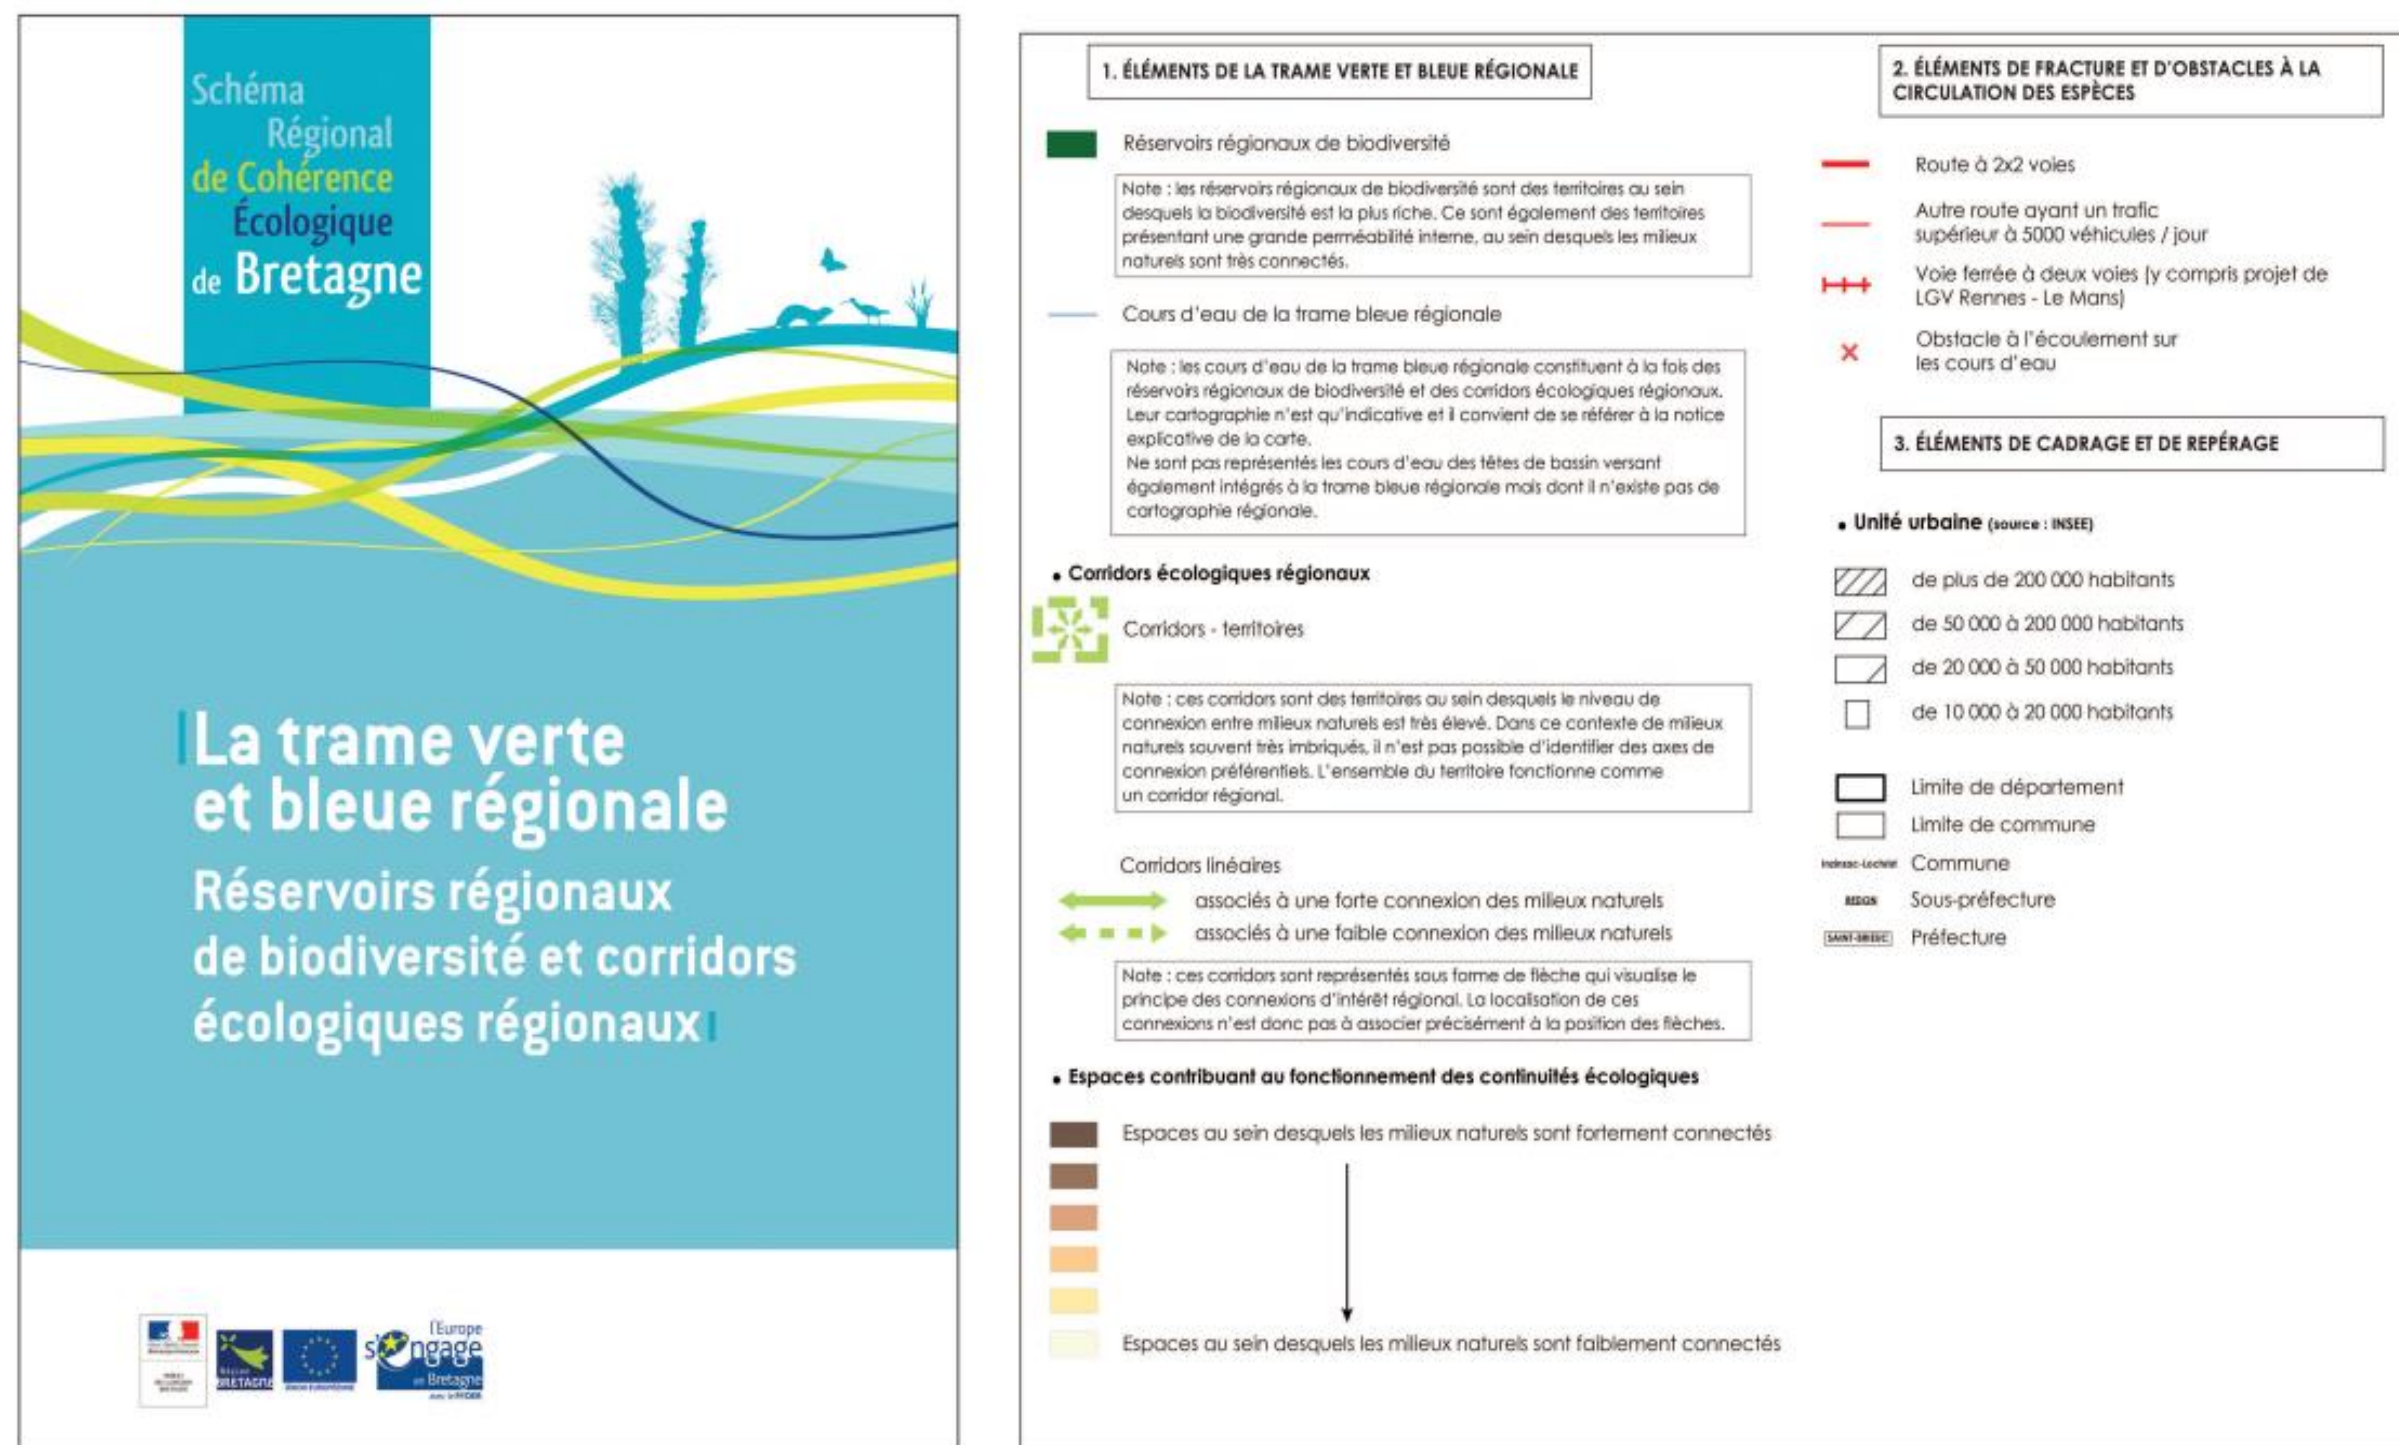 Schéma
Régional
de Cohérence
Écologique
de Bretagne
La trame verte
et bleue régionale
Réservoirs régionaux
de biodiversité et corridors
écologiques régionaux
BRETAGNE
l'Europe
s'engage
en Bretagne
1. ÉLÉMENTS DE LA TRAME VERTE ET BLEUE RÉGIONALE
Réservoirs régionaux de biodiversité
Note : les réservoirs régionaux de biodiversité sont des territoires au sein
desquels la biodiversité est la plus riche. Ce sont également des territoires
présentant une grande perméabilité interne, au sein desquels les milieux
naturels sont très connectés.
Cours d'eau de la trame bleue régionale
Note : les cours d'eau de la trame bleue régionale constituent à la fois des
réservoirs régionaux de biodiversité et des corridors écologiques régionaux.
Leur cartographie n'est qu'indicative et il convient de se référer à la notice
explicative de la carte.
Ne sont pas représentés les cours d'eau des têtes de bassin versant
également intégrés à la trame bleue régionale mais dont il n'existe pas de
cartographie régionale.
• Corridors écologiques régionaux
Corridors - territoires
Note : ces corridors sont des territoires au sein desquels le niveau de
connexion entre milieux naturels est très élevé. Dans ce contexte de milieux
naturels souvent très imbriqués, il n'est pas possible d'identifier des axes de
connexion préférentiels. L'ensemble du territoire fonctionne comme
un corridor régional.
Corridors linéaires
associés à une forte connexion des milieux naturels
associés à une faible connexion des milieux naturels
Note : ces corridors sont représentés sous forme de flèche qui visualise le
principe des connexions d'intérêt régional. La localisation de ces
connexions n'est donc pas à associer précisément à la position des flèches.
• Espaces contribuant au fonctionnement des continuités écologiques
Espaces au sein desquels les milieux naturels sont fortement connectés
Espaces au sein desquels les milieux naturels sont faiblement connectés
2. ÉLÉMENTS DE FRACTURE ET D'OBSTACLES À LA
CIRCULATION DES ESPÈCES
Route à 2x2 voies
Autre route ayant un trafic
supérieur à 5000 véhicules / jour
Voie ferrée à deux voies (y compris projet de
LGV Rennes - Le Mans)
Obstacle à l'écoulement sur
les cours d'eau
3. ÉLÉMENTS DE CADRAGE ET DE REPÉRAGE
• Unité urbaine (source : INSEE)
de plus de 200 000 habitants
de 50 000 à 200 000 habitants
de 20 000 à 50 000 habitants
de 10 000 à 20 000 habitants
Limite de département
Limite de commune
Commune
REDON Sous-préfecture
SAINT-BRIEUC Préfecture